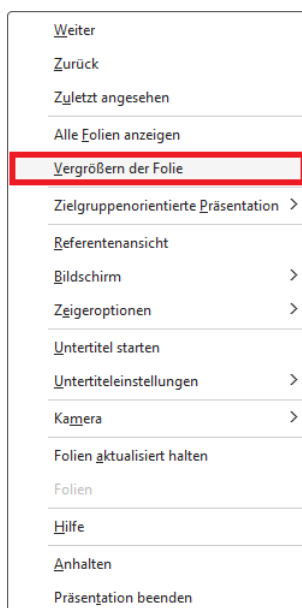 Weiter
Zurück
Zuletzt angesehen
Alle Folien anzeigen
Vergrößern der Folie
Zielgruppenorientierte Präsentation
Referentenansicht
Bildschirm
Zeigeroptionen
Untertitel starten
Untertiteleinstellungen
Kamera
Folien aktualisiert halten
Folien
Hilfe
Anhalten
Präsentation beenden